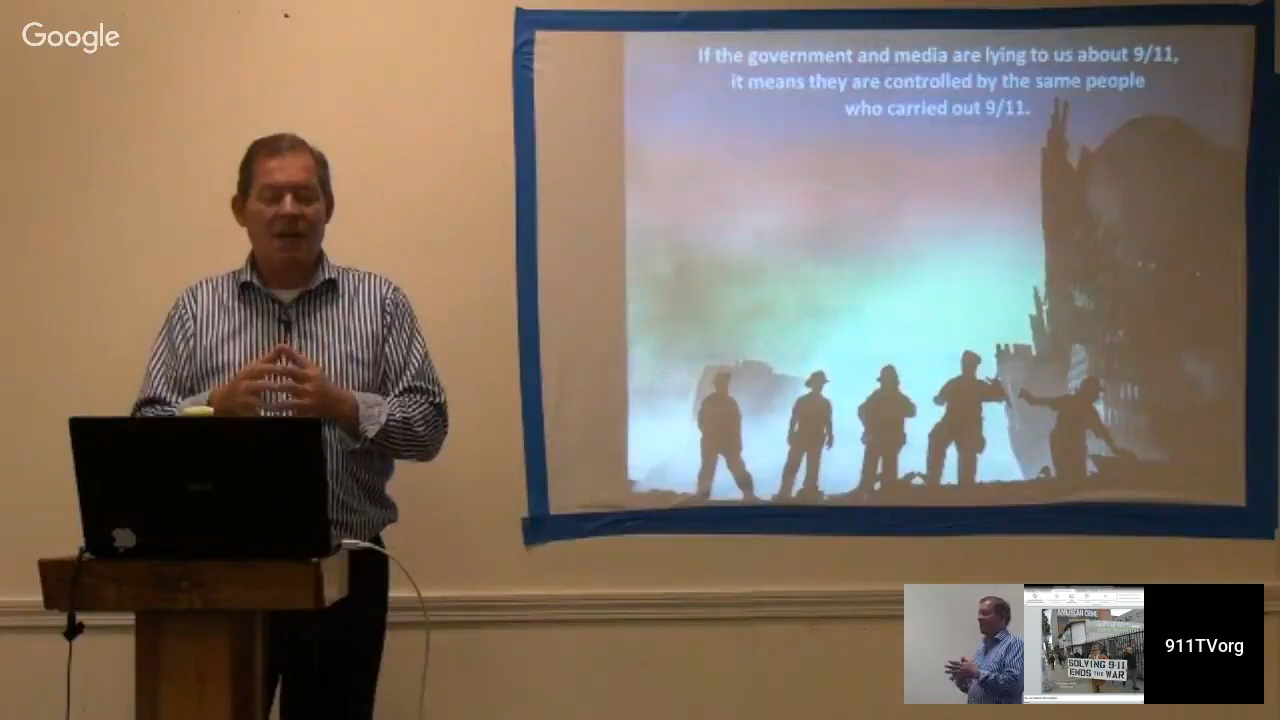 Google
If the government and media are lying to us about 9/11,
it means they are controlled by the same people
who carried out 9/11.
AMERICAN CRIME
SOLVING 9-11
ENDS THE WAR
911TVorg